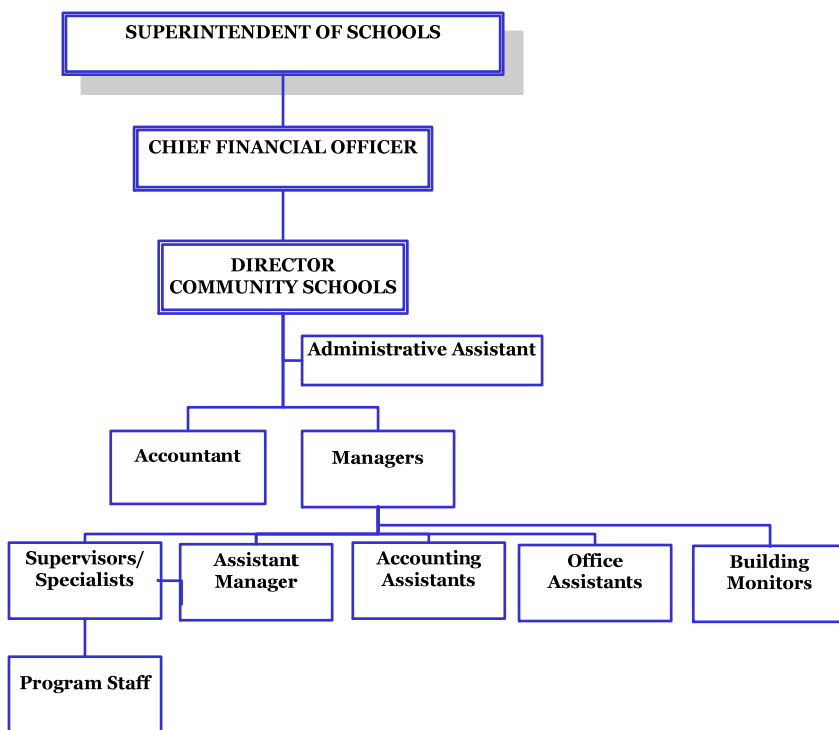 SUPERINTENDENT OF SCHOOLS
CHIEF FINANCIAL OFFICER
DIRECTOR
COMMUNITY SCHOOLS
Administrative Assistant
Accountant
Managers
Supervisors/
Specialists
Assistant
Manager
Accounting
Assistants
Office
Assistants
Building
Monitors
Program Staff